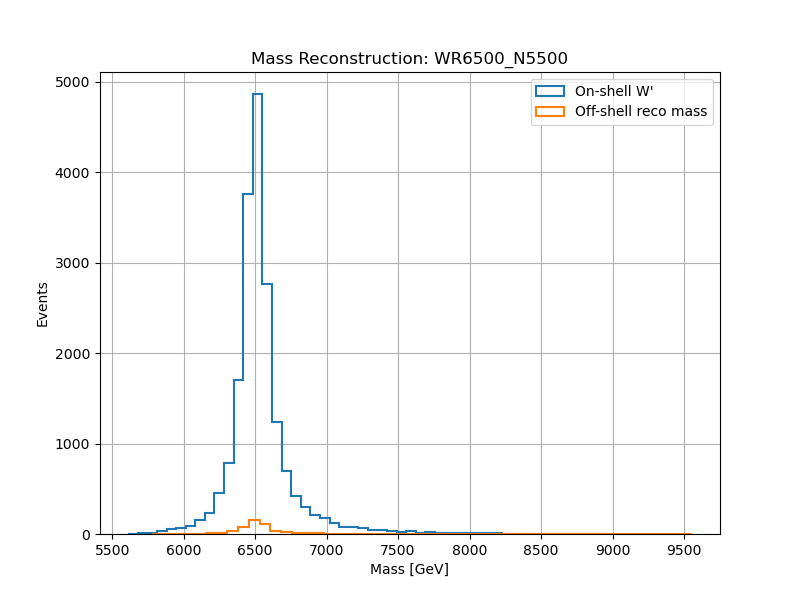 Mass Reconstruction: WR6500_N5500
On-shell W'
Off-shell reco mass
5000
4000
3000
2000
1000
0
Events
5500 6000 6500 7000 7500 8000 8500 9000 9500
Mass [GeV]